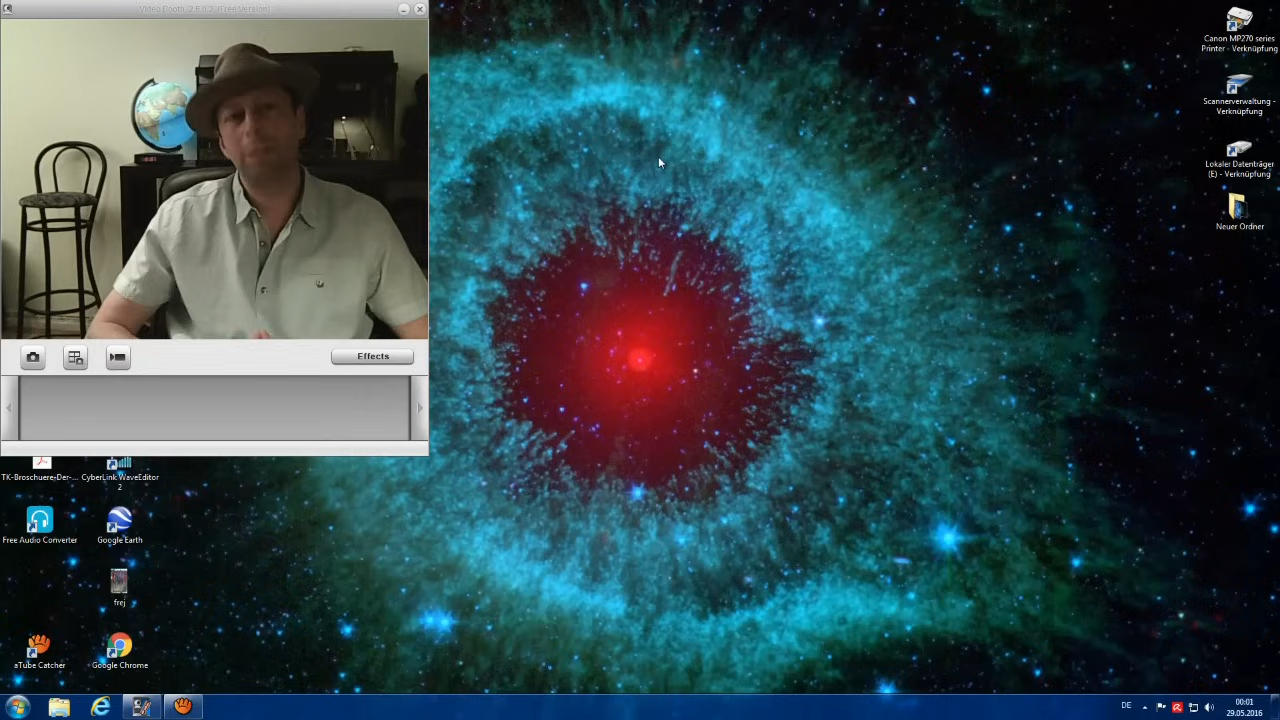 Video Booth 2.8.0.2 (Free Version)
Effects
Canon MP270 series
Printer - Verknüpfung
Scannerverwaltung -
Verknüpfung
Lokaler Datenträger
(E) - Verknüpfung
Neuer Ordner
TK-Broschuere-Der-...
CyberLink WaveEditor
2
Free Audio Converter
Google Earth
frej
aTube Catcher
Google Chrome
DE
00:01
29.05.2016